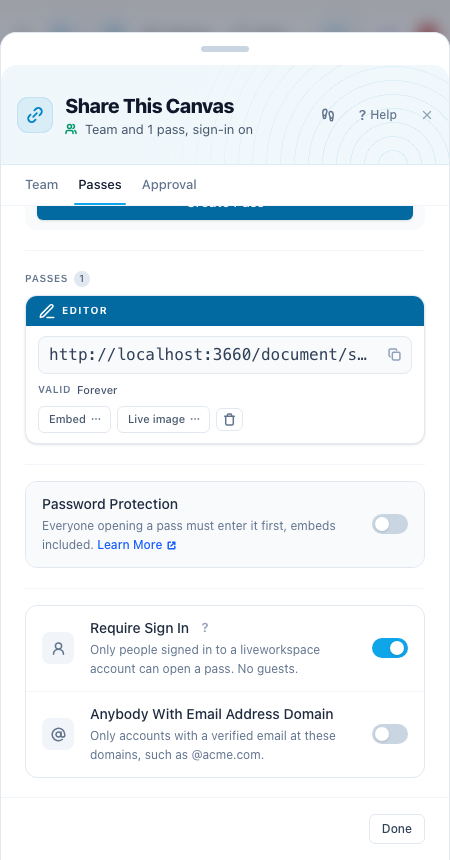 Share This Canvas
Team and 1 pass, sign-in on
? Help
Team
Passes
Approval
PASSES 1
EDITOR
http://localhost:3660/document/s…
VALID Forever
Embed ···
Live image ···
Password Protection
Everyone opening a pass must enter it first, embeds
included. Learn More
Require Sign In ?
Only people signed in to a liveworkspace
account can open a pass. No guests.
Anybody With Email Address Domain
Only accounts with a verified email at these
domains, such as @acme.com.
Done